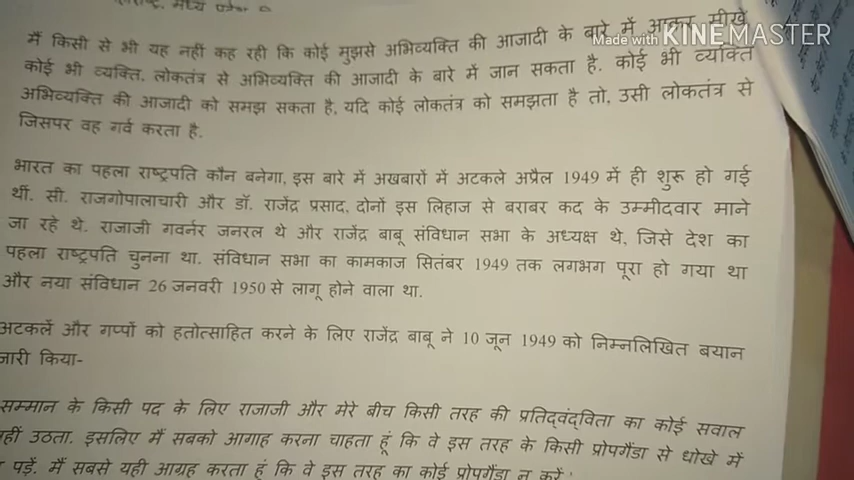 मध्य
मैं किसी से भी यह नहीं कह रही कि कोई मुझसे अभिव्यक्ति की आजादी के बारे में आकर सीखे
Made with KINEMASTER
कोई भी व्यक्ति, लोकतंत्र से अभिव्यक्ति की आजादी के बारे में जान सकता है. कोई भी व्यक्ति
अभिव्यक्ति की आजादी को समझ सकता है, यदि कोई लोकतंत्र को समझता है तो, उसी लोकतंत्र से
जिसपर वह गर्व करता है.
भारत का पहला राष्ट्रपति कौन बनेगा, इस बारे में अखबारों में अटकले अप्रैल 1949 में ही शुरू हो गई
थीं. सी. राजगोपालाचारी और डॉ. राजेंद्र प्रसाद, दोनों इस लिहाज से बराबर कद के उम्मीदवार माने
जा रहे थे. राजाजी गवर्नर जनरल थे और राजेंद्र बाबू संविधान सभा के अध्यक्ष थे, जिसे देश का
पहला राष्ट्रपति चुनना था. संविधान सभा का कामकाज सितंबर 1949 तक लगभग पूरा हो गया था
और नया संविधान 26 जनवरी 1950 से लागू होने वाला था.
अटकलें और गप्पों को हतोत्साहित करने के लिए राजेंद्र बाबू ने 10 जून 1949 को निम्नलिखित बयान
जारी किया-
सम्मान के किसी पद के लिए राजाजी और मेरे बीच किसी तरह की प्रतिद्वंद्विता का कोई सवाल
नहीं उठता. इसलिए मैं सबको आगाह करना चाहता हूं कि वे इस तरह के किसी प्रोपगैंडा से धोखे में
पड़ें. मैं सबसे यही आग्रह करता हूं कि वे इस तरह का कोई प्रोपगैंडा न करें.'